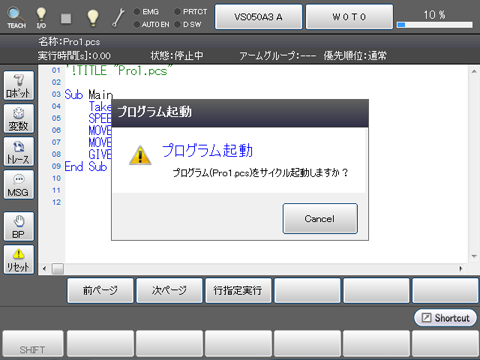 TEACH
I/O
EMG
PRTCT
AUTO EN
D SW
VS050A3 A
W 0 T 0
10 %
名称:Pro1.pcs
実行時間[s]:0.00 状態:停止中 アームグループ:--- 優先順位:通常
ロボット
変数
トレース
MSG
BP
リセット
01 '!TITLE "Pro1.pcs"
02
03 Sub Main
04 Take
05 SPEE
06 MOVE
07 MOVE
08 GIVE
09 End Sub
10
11
12
プログラム起動
プログラム起動
プログラム(Pro1.pcs)をサイクル起動しますか？
Cancel
前ページ
次ページ
行指定実行
Shortcut
SHIFT